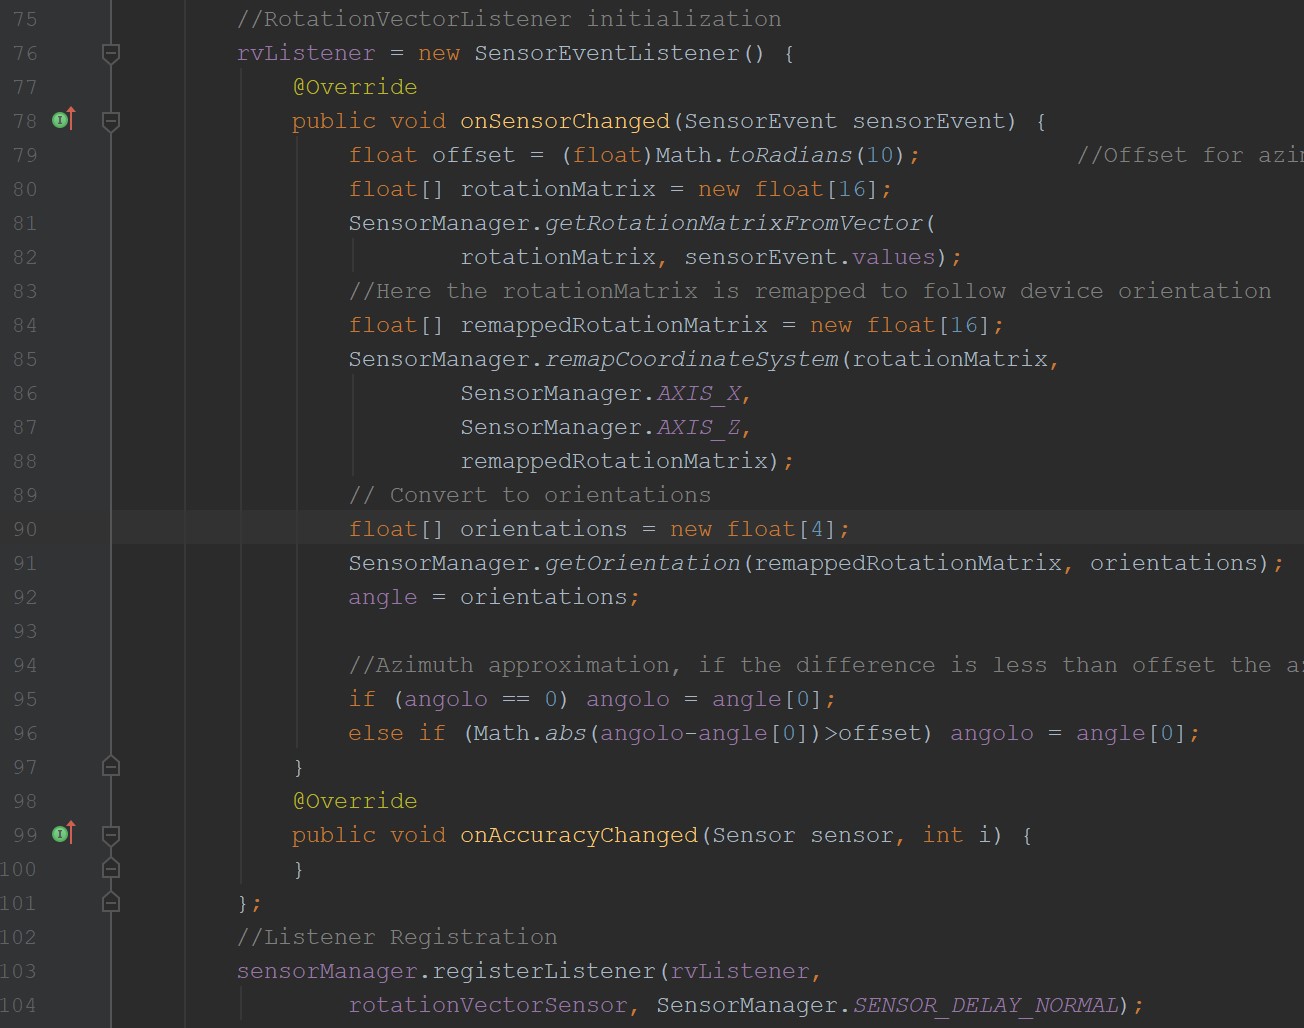 75 //RotationVectorListener initialization
76 rvListener = new SensorEventListener() {
77 @Override
78 public void onSensorChanged(SensorEvent sensorEvent) {
79 float offset = (float)Math.toRadians(10); //Offset for
80 float[] rotationMatrix = new float[16];
81 SensorManager.getRotationMatrixFromVector(
82 rotationMatrix, sensorEvent.values);
83 //Here the rotationMatrix is remapped to follow device orientation
84 float[] remappedRotationMatrix = new float[16];
85 SensorManager.remapCoordinateSystem(rotationMatrix,
86 SensorManager.AXIS_X,
87 SensorManager.AXIS_Z,
88 remappedRotationMatrix);
89 // Convert to orientations
90 float[] orientations = new float[4];
91 SensorManager.getOrientation(remappedRotationMatrix, orientations);
92 angle = orientations;
93
94 //Azimuth approximation, if the difference is less than offset the
95 if (angolo == 0) angolo = angle[0];
96 else if (Math.abs(angolo-angle[0])>offset) angolo = angle[0];
97 }
98 @Override
99 public void onAccuracyChanged(Sensor sensor, int i) {
100 }
101 };
102 //Listener Registration
103 sensorManager.registerListener(rvListener,
104 rotationVectorSensor, SensorManager.SENSOR_DELAY_NORMAL);